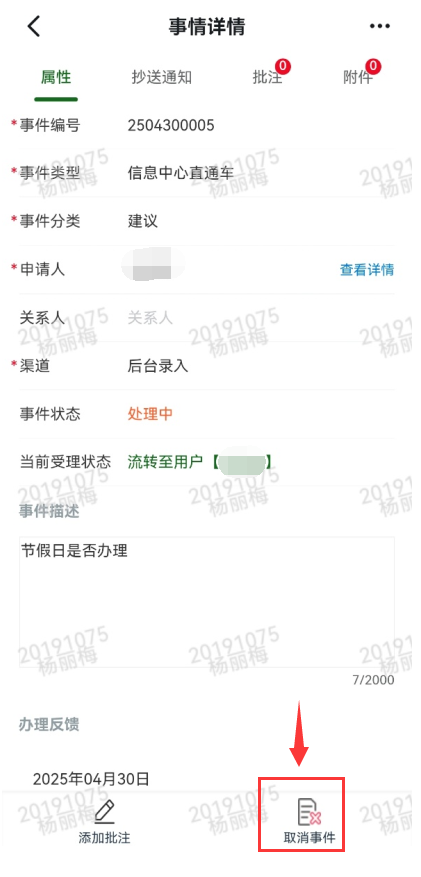 事情详情
属性 抄送通知 批注 0 附件 0
*事件编号 2504300005
*事件类型 信息中心直通车
*事件分类 建议
*申请人 查看详情
关系人 关系人
*渠道 后台录入
事件状态 处理中
当前受理状态 流转至用户【 】
事件描述
节假日是否办理
7/2000
办理反馈
2025年04月30日
添加批注 取消事件
20191075
杨丽梅